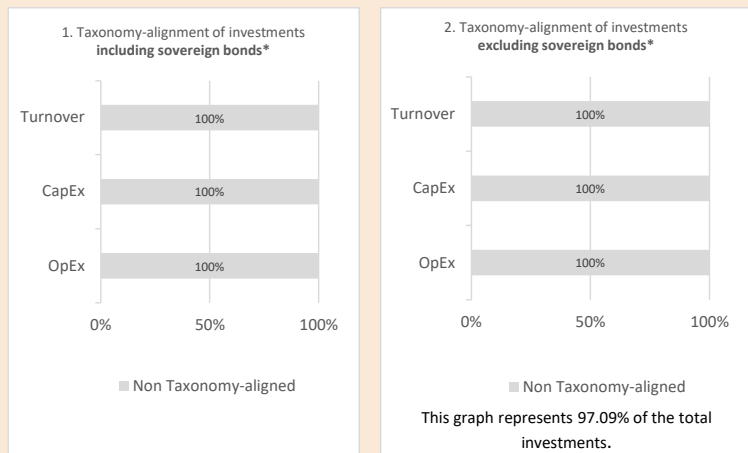 1. Taxonomy-alignment of investments
including sovereign bonds*
Turnover
100%
CapEx
100%
OpEx
100%
0%
50%
100%
Non Taxonomy-aligned
2. Taxonomy-alignment of investments
excluding sovereign bonds*
Turnover
100%
CapEx
100%
OpEx
100%
0%
50%
100%
Non Taxonomy-aligned
This graph represents 97.09% of the total
investments.